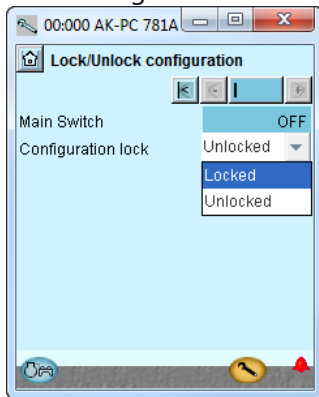 00:000 AK-PC 781A
Lock/Unlock configuration
Main Switch OFF
Configuration lock Unlocked
Locked
Unlocked